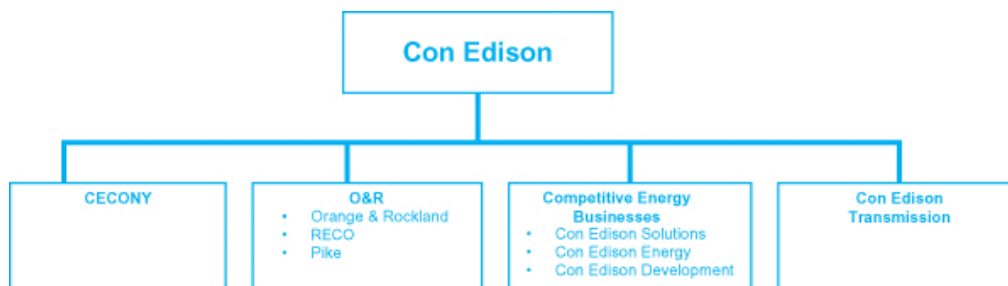 Con Edison
CECONY
O&R
• Orange & Rockland
• RECO
• Pike
Competitive Energy
Businesses
• Con Edison Solutions
• Con Edison Energy
• Con Edison Development
Con Edison
Transmission